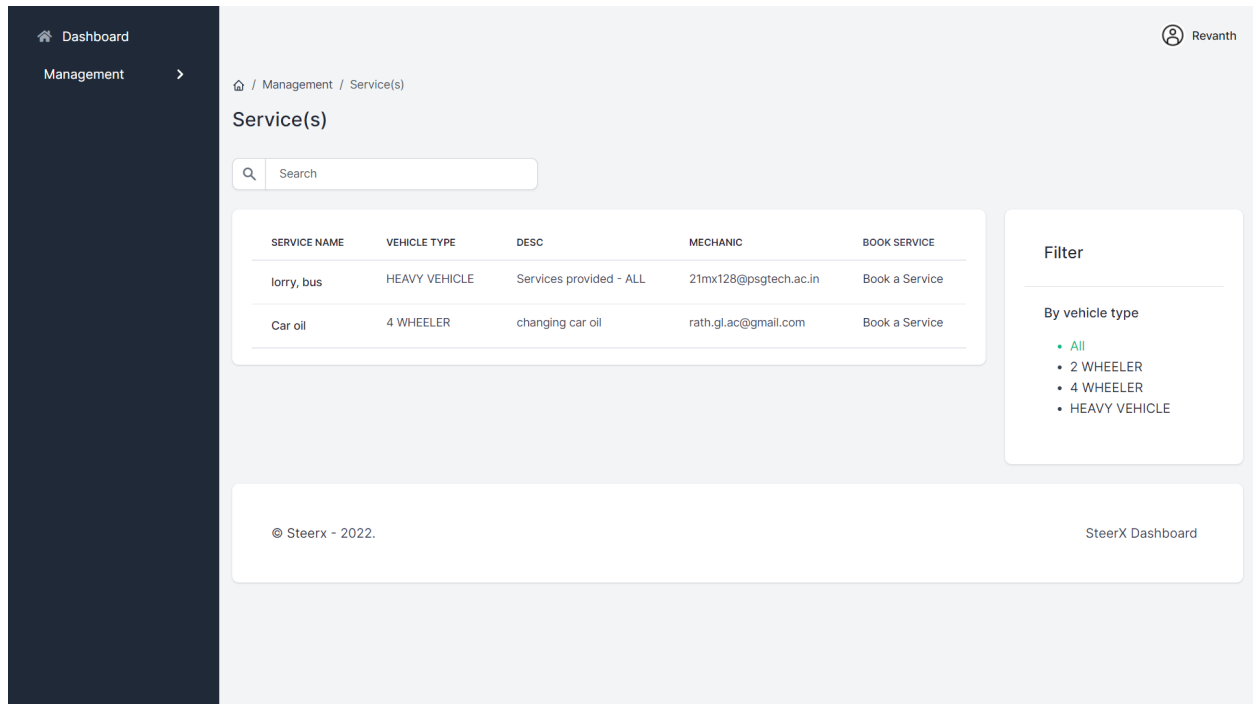 Dashboard
Management
Revanth
/ Management / Service(s)
Service(s)
Search
SERVICE NAME VEHICLE TYPE DESC MECHANIC BOOK SERVICE
lorry, bus HEAVY VEHICLE Services provided - ALL 21mx128@psgtech.ac.in Book a Service
Car oil 4 WHEELER changing car oil rath.gl.ac@gmail.com Book a Service
Filter
By vehicle type
• All
• 2 WHEELER
• 4 WHEELER
• HEAVY VEHICLE
© Steerx - 2022. SteerX Dashboard